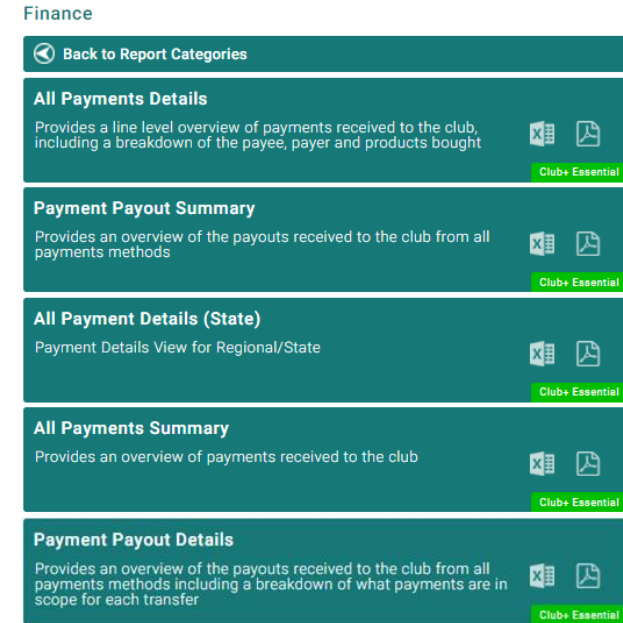 Finance
Back to Report Categories
All Payments Details
Provides a line level overview of payments received to the club,
including a breakdown of the payee, payer and products bought
Club+ Essential
Payment Payout Summary
Provides an overview of the payouts received to the club from all
payments methods
Club+ Essential
All Payment Details (State)
Payment Details View for Regional/State
Club+ Essential
All Payments Summary
Provides an overview of payments received to the club
Club+ Essential
Payment Payout Details
Provides an overview of the payouts received to the club from all
payments methods including a breakdown of what payments are in
scope for each transfer
Club+ Essential